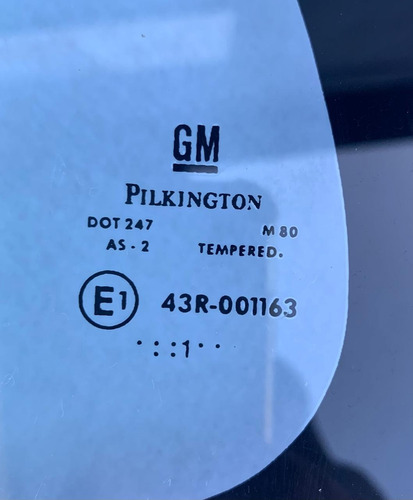 GM
PILKINGTON
DOT 247 M 80
AS - 2 TEMPERED.
E1 43R-001163
· : : : 1 · ·